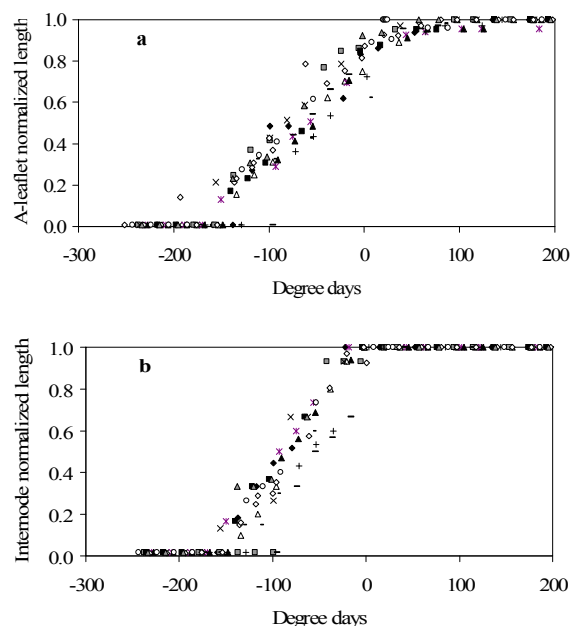 a
A-leaflet normalized length
1.0
0.8
0.6
0.4
0.2
0.0
-300 -200 -100 0 100 200
Degree days
b
Internode normalized length
1.0
0.8
0.6
0.4
0.2
0.0
-300 -200 -100 0 100 200
Degree days